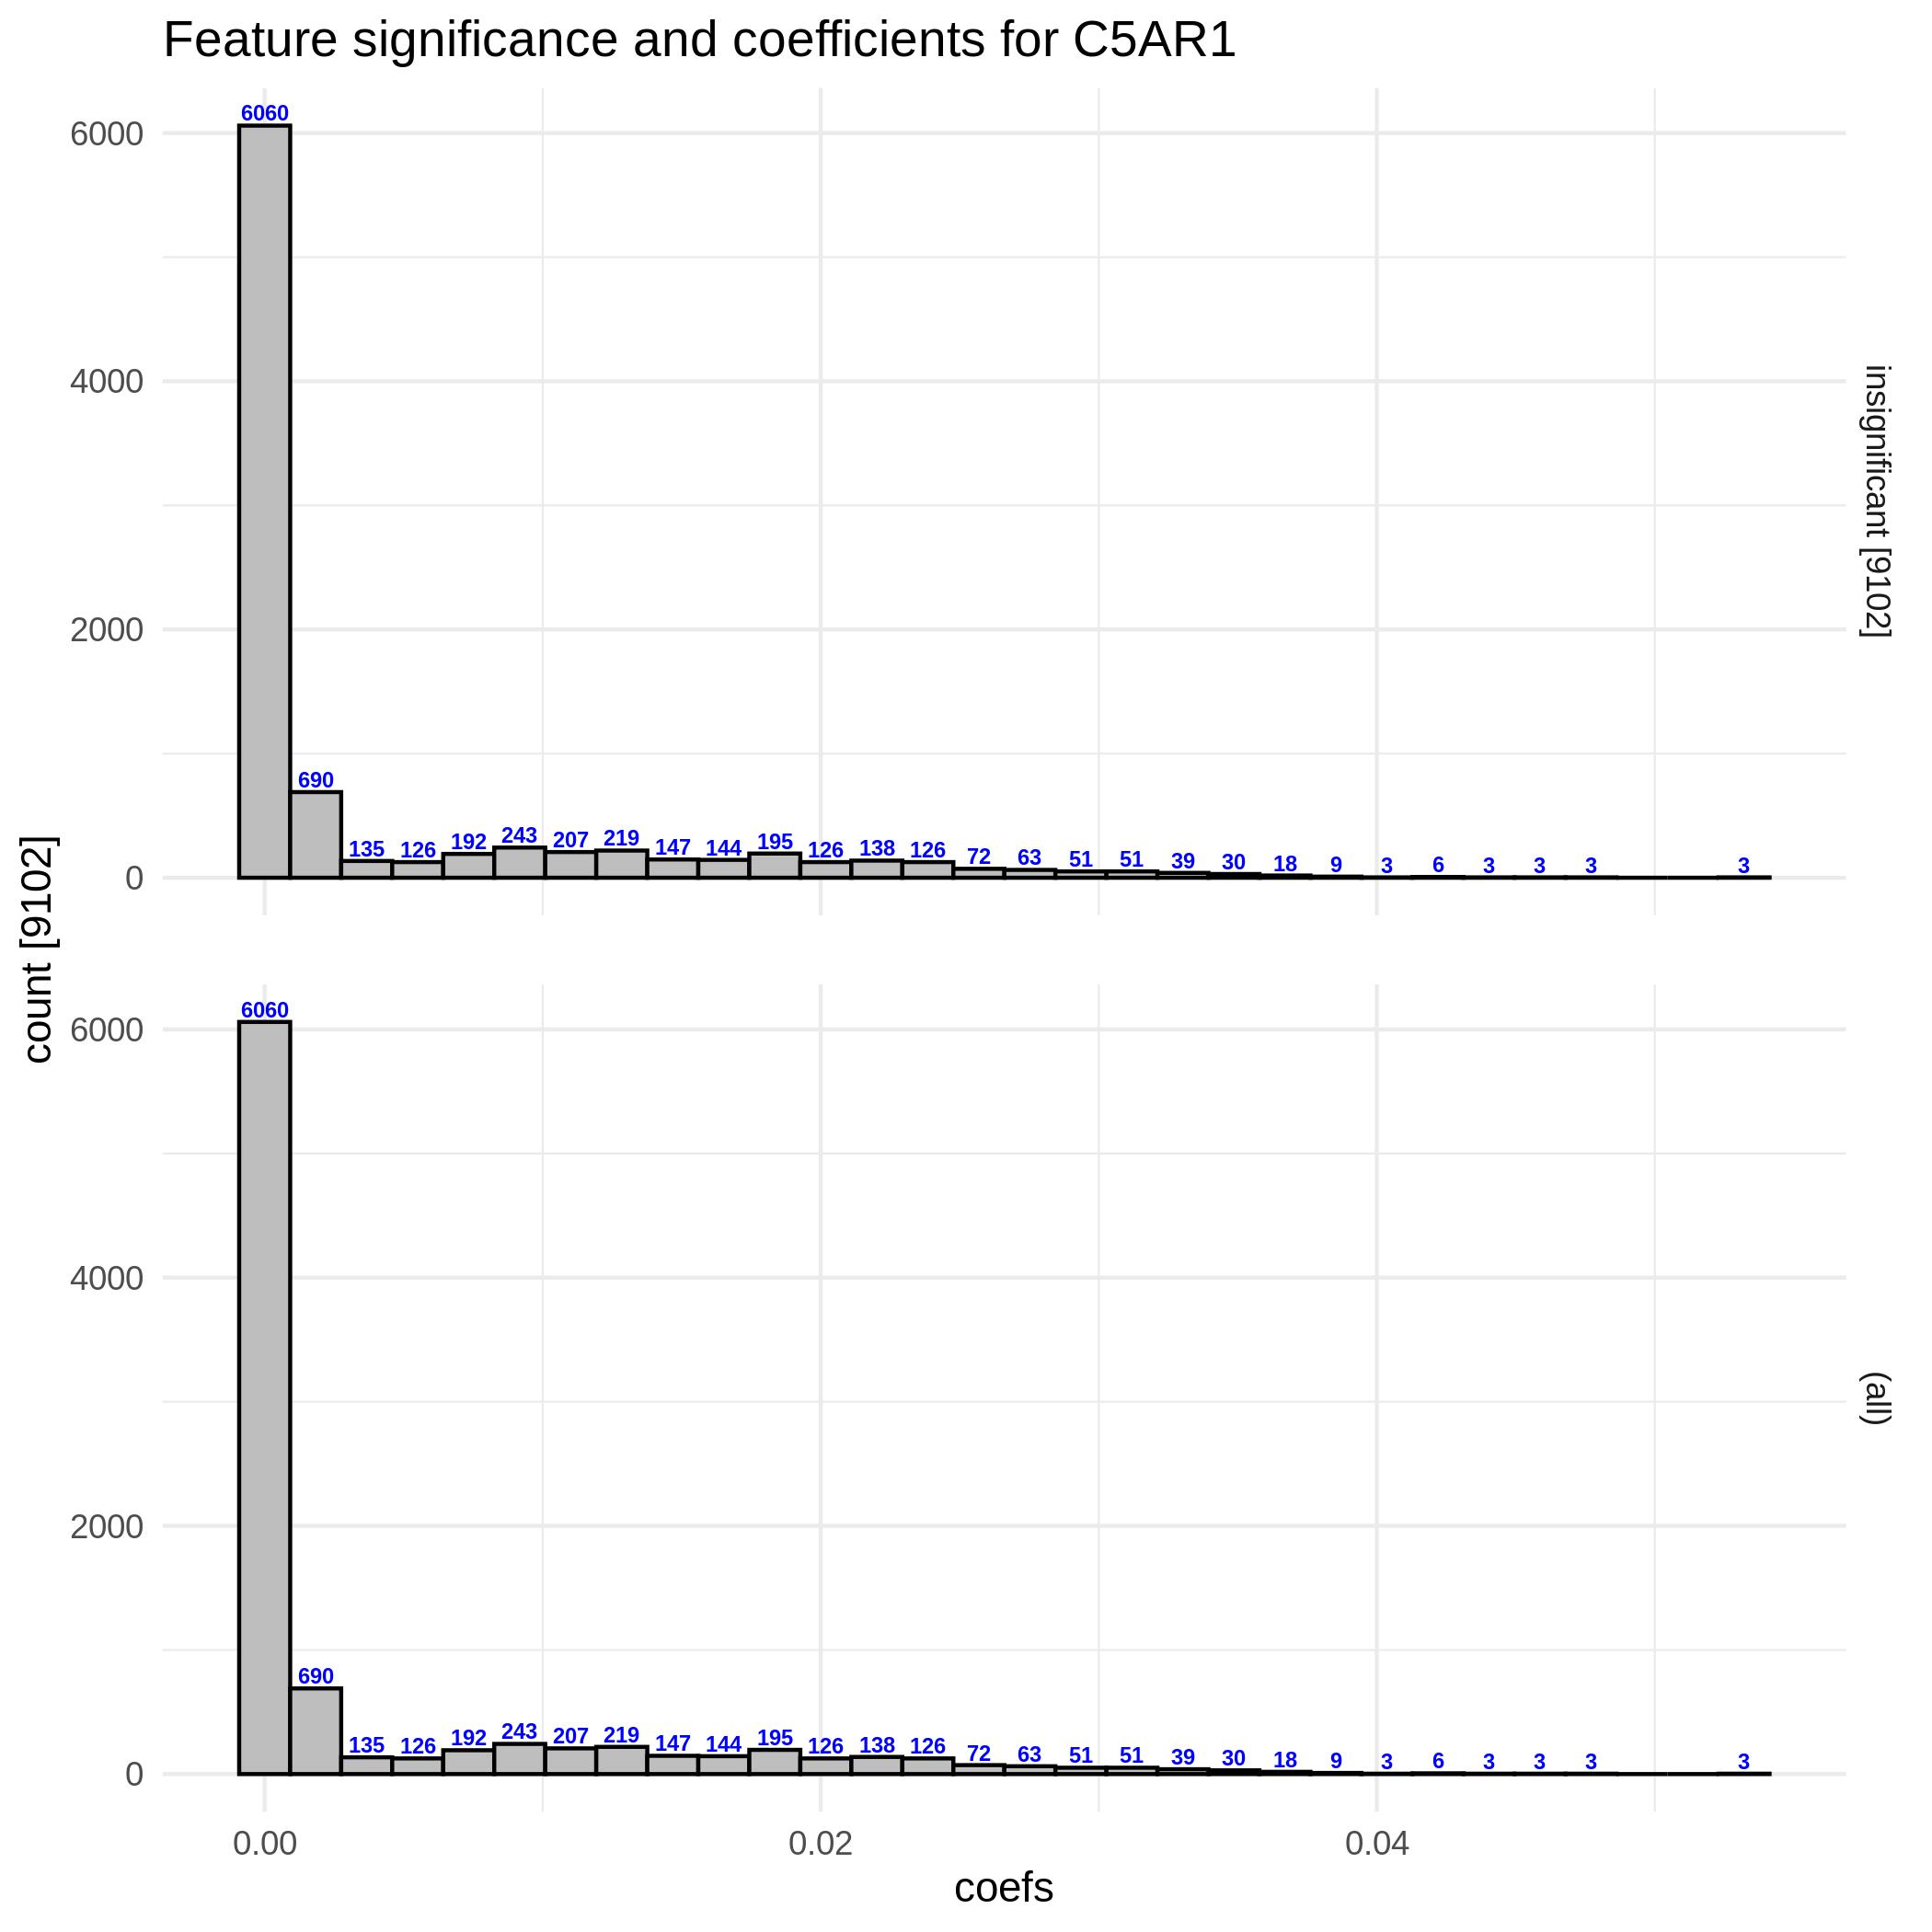 Feature significance and coefficients for C5AR1
count [9102]
6000
4000
2000
0
6060
690
135 126 192 243 207 219 147 144 195 126 138 126 72 63 51 51 39 30 18 9 3 6 3 3 3 3
insignificant [9102]
6000
4000
2000
0
6060
690
135 126 192 243 207 219 147 144 195 126 138 126 72 63 51 51 39 30 18 9 3 6 3 3 3 3
(all)
0.00 0.02 0.04
coefs